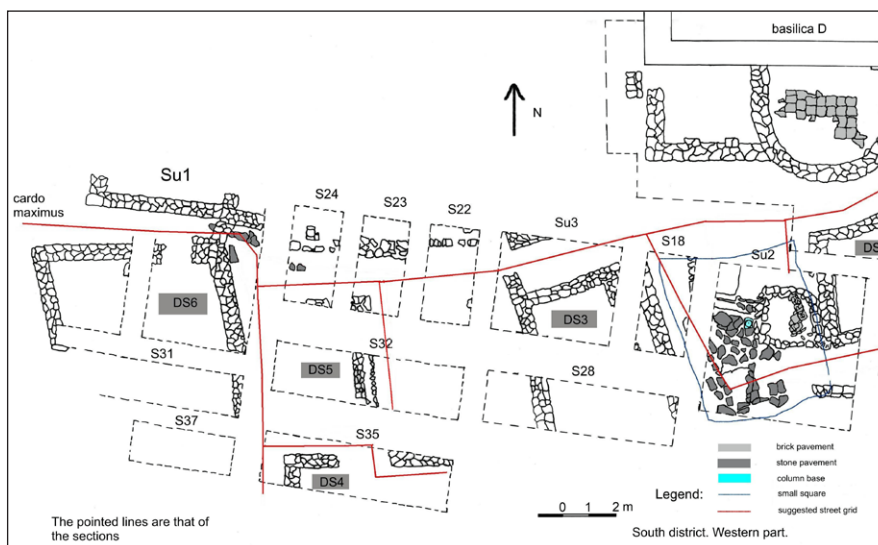 basilica D
N
Su1
cardo
maximus
S24
S23
S22
Su3
S18
Su2
DS
DS6
DS3
S31
S32
DS5
S28
S37
S35
DS4
0 1 2 m
Legend:
brick pavement
stone pavement
column base
small square
suggested street grid
The pointed lines are that of
the sections
South district. Western part.